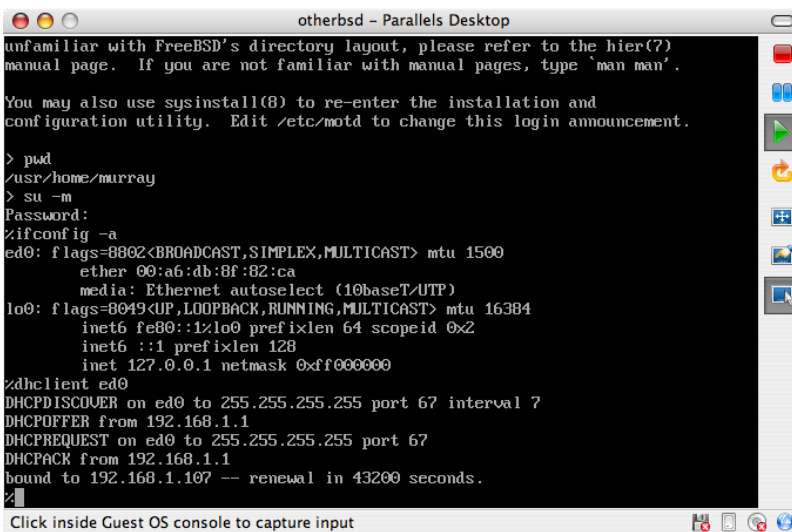 otherbsd – Parallels Desktop
unfamiliar with FreeBSD's directory layout, please refer to the hier(7)
manual page.  If you are not familiar with manual pages, type `man man'.
You may also use sysinstall(8) to re-enter the installation and
configuration utility.  Edit /etc/motd to change this login announcement.
> pwd
/usr/home/murray
> su -m
Password:
%ifconfig -a
ed0: flags=8802<BROADCAST,SIMPLEX,MULTICAST> mtu 1500
        ether 00:a6:db:8f:82:ca
        media: Ethernet autoselect (10baseT/UTP)
lo0: flags=8049<UP,LOOPBACK,RUNNING,MULTICAST> mtu 16384
        inet6 fe80::1%lo0 prefixlen 64 scopeid 0x2
        inet6 ::1 prefixlen 128
        inet 127.0.0.1 netmask 0xff000000
%dhclient ed0
DHCPDISCOVER on ed0 to 255.255.255.255 port 67 interval 7
DHCPOFFER from 192.168.1.1
DHCPREQUEST on ed0 to 255.255.255.255 port 67
DHCPACK from 192.168.1.1
bound to 192.168.1.107 -- renewal in 43200 seconds.
%
Click inside Guest OS console to capture input